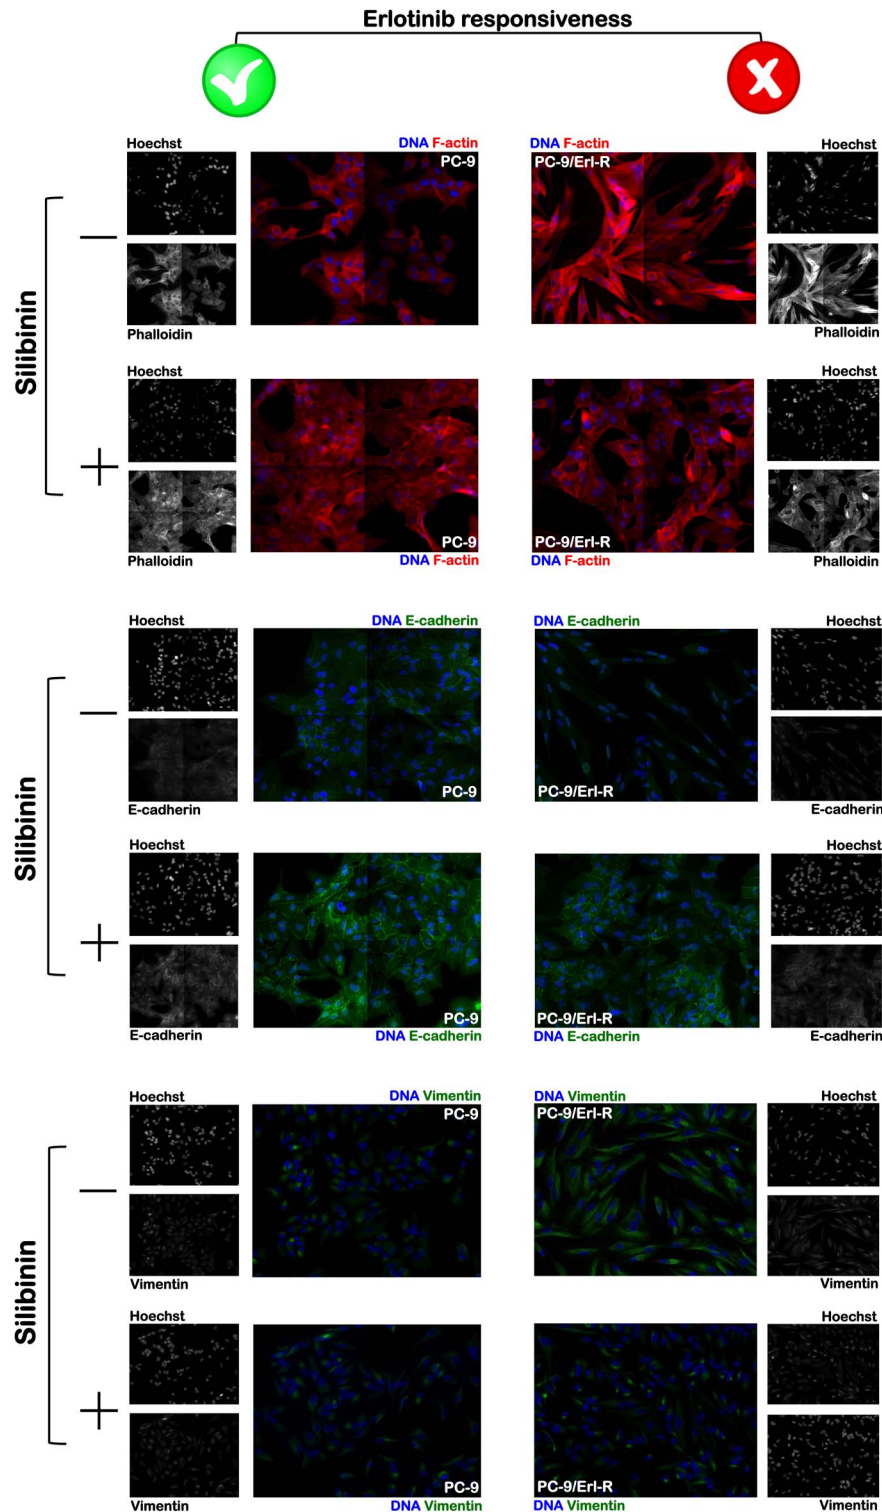 Erlotinib responsiveness
Hoechst
DNA F-actin
PC-9
DNA F-actin
PC-9/Erl-R
Hoechst
Silibinin
−
Phalloidin
Phalloidin
Hoechst
Hoechst
+
PC-9
PC-9/Erl-R
Phalloidin
DNA F-actin
DNA F-actin
Phalloidin
Hoechst
DNA E-cadherin
DNA E-cadherin
Hoechst
Silibinin
−
PC-9
PC-9/Erl-R
E-cadherin
E-cadherin
Hoechst
Hoechst
+
PC-9
PC-9/Erl-R
E-cadherin
DNA E-cadherin
DNA E-cadherin
E-cadherin
Hoechst
DNA Vimentin
PC-9
DNA Vimentin
PC-9/Erl-R
Hoechst
Silibinin
−
Vimentin
Vimentin
Hoechst
Hoechst
+
PC-9
PC-9/Erl-R
Vimentin
DNA Vimentin
DNA Vimentin
Vimentin